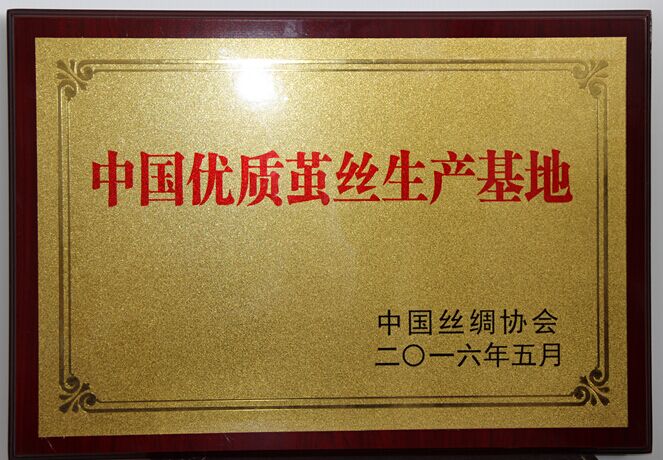 中国优质茧丝生产基地
中国丝绸协会
二〇一六年五月